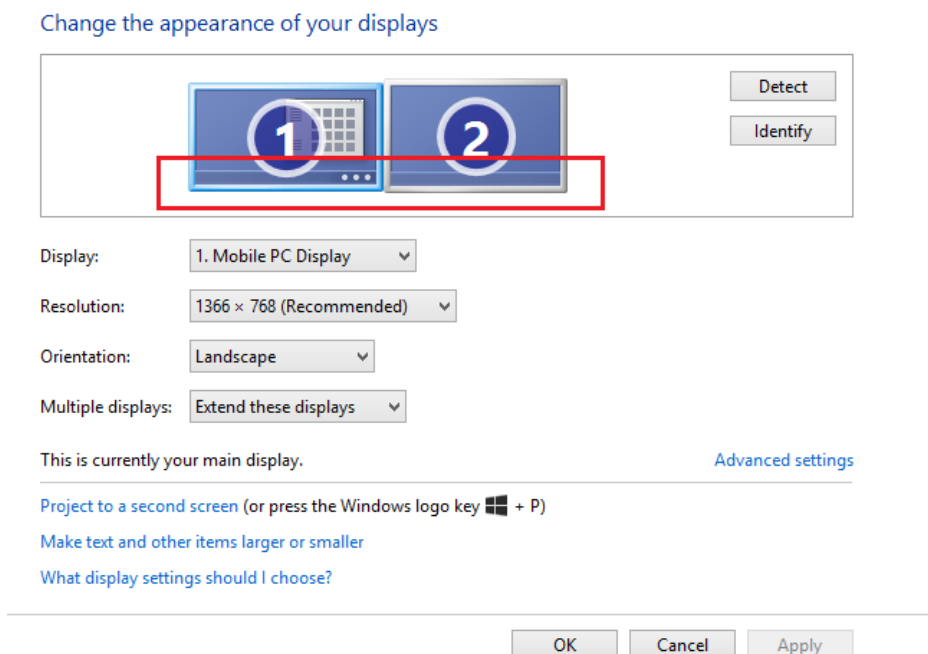 Change the appearance of your displays
1
2
Detect
Identify
Display:
1. Mobile PC Display
Resolution:
1366 × 768 (Recommended)
Orientation:
Landscape
Multiple displays:
Extend these displays
This is currently your main display.
Advanced settings
Project to a second screen (or press the Windows logo key + P)
Make text and other items larger or smaller
What display settings should I choose?
OK
Cancel
Apply